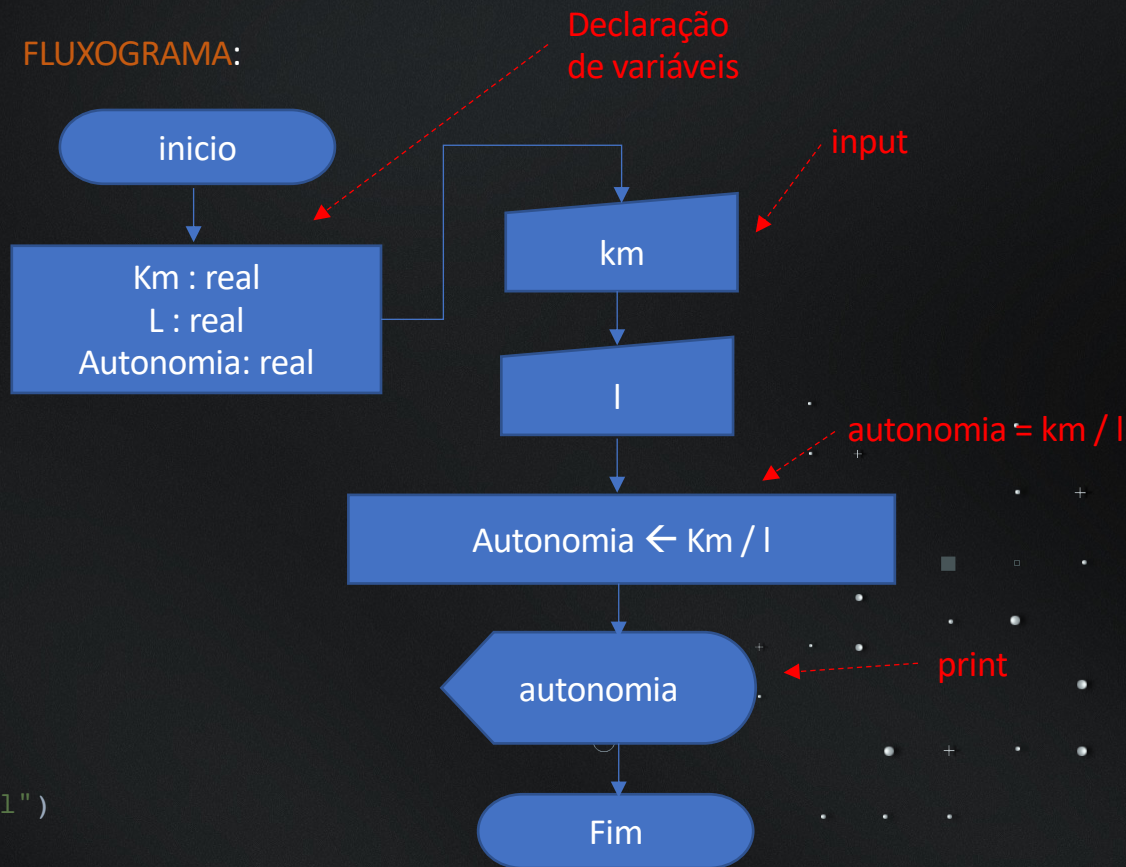 FLUXOGRAMA:
Declaração
de variáveis
inicio
Km : real
L : real
Autonomia: real
input
km
l
autonomia = km / l
Autonomia ← Km / l
print
autonomia
Fim
l")